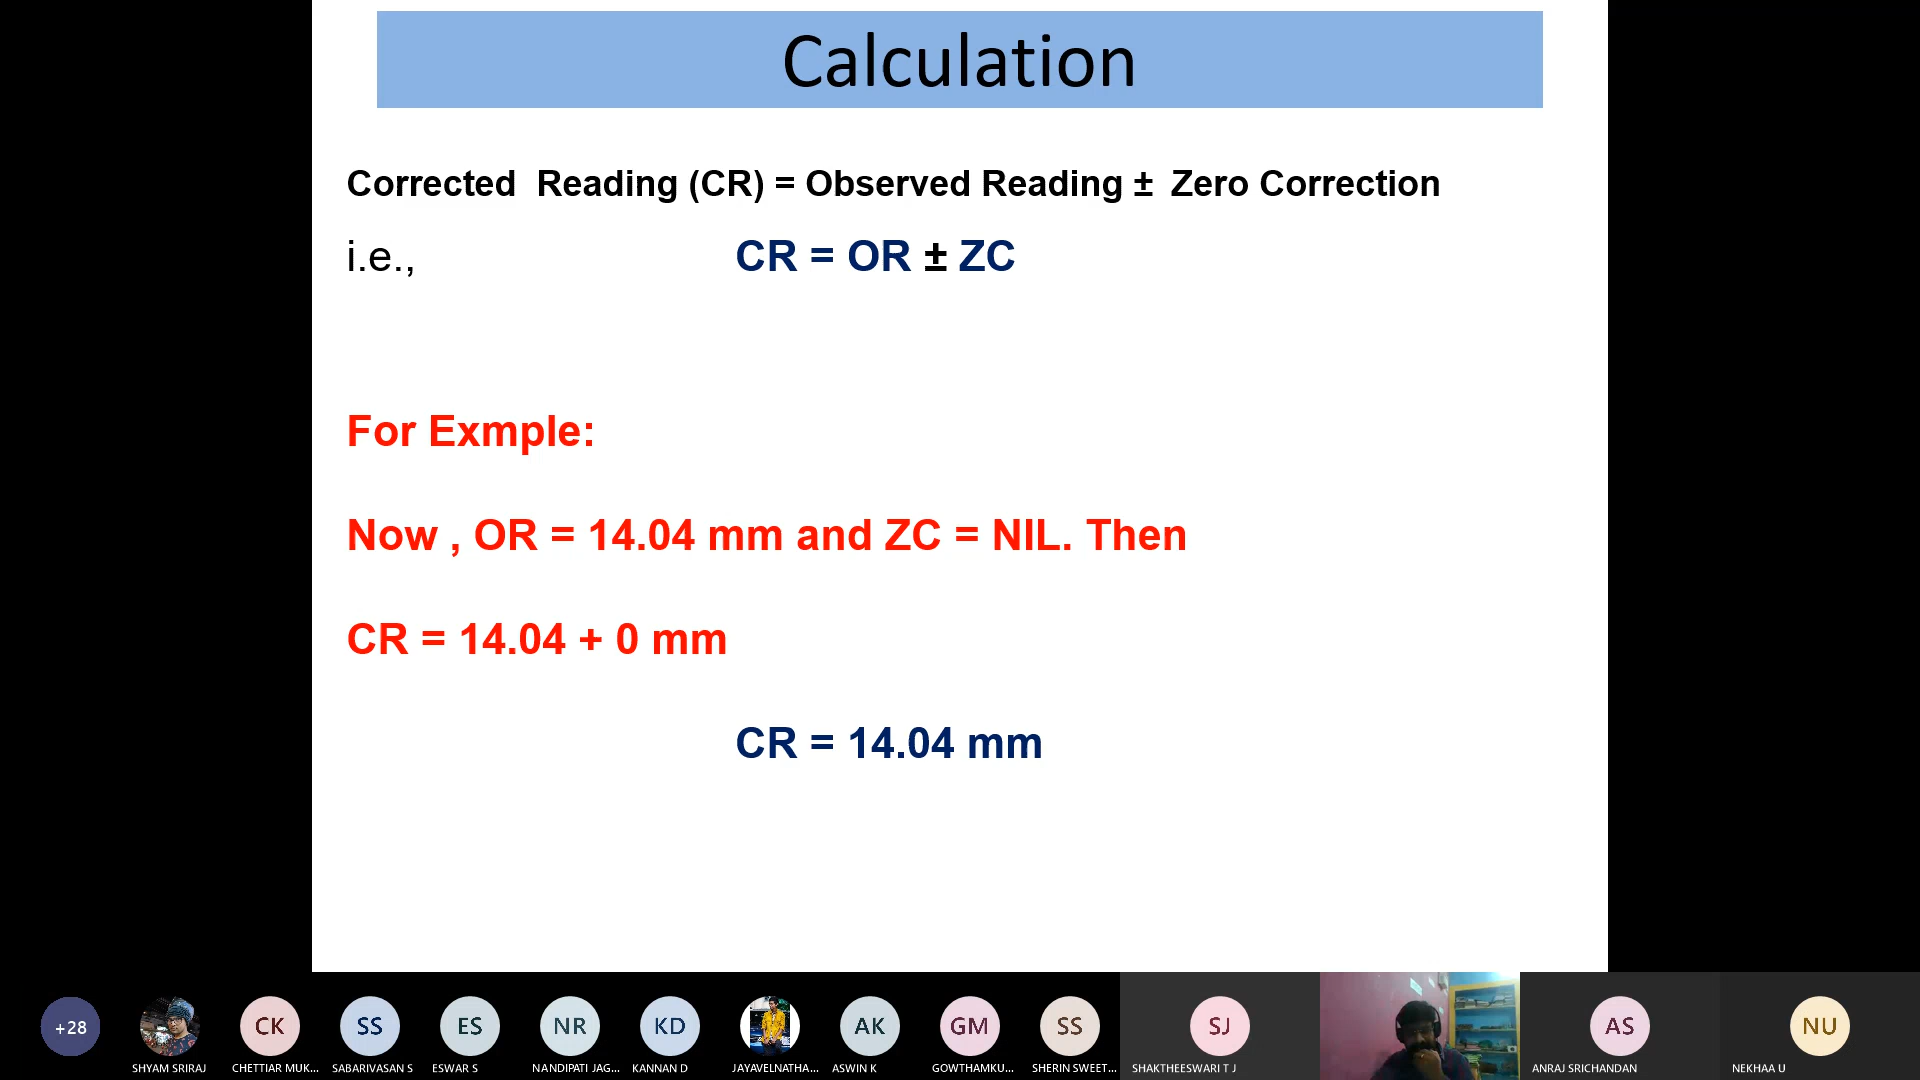 Calculation
Corrected Reading (CR) = Observed Reading ± Zero Correction
i.e., CR = OR ± ZC
For Exmple:
Now , OR = 14.04 mm and ZC = NIL. Then
CR = 14.04 + 0 mm
CR = 14.04 mm
+28 CK SS ES NR KD AK GM SS SJ AS NU
SHYAM SRIRAJ CHETTIAR MUK... SABARIVASAN S ESWAR S NANDIPATI JAG... KANNAN D JAYAVELNATHA... ASWIN K GOWTHAMKU... SHERIN SWEET... SHAKTHEESWARI T J ANRAJ SRICHANDAN NEKHAA U